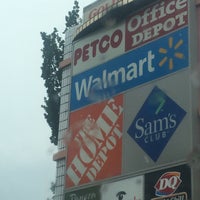 PETCO
Office
DEPOT
Walmart
The
HOME
DEPOT
Sam's
CLUB
DQ